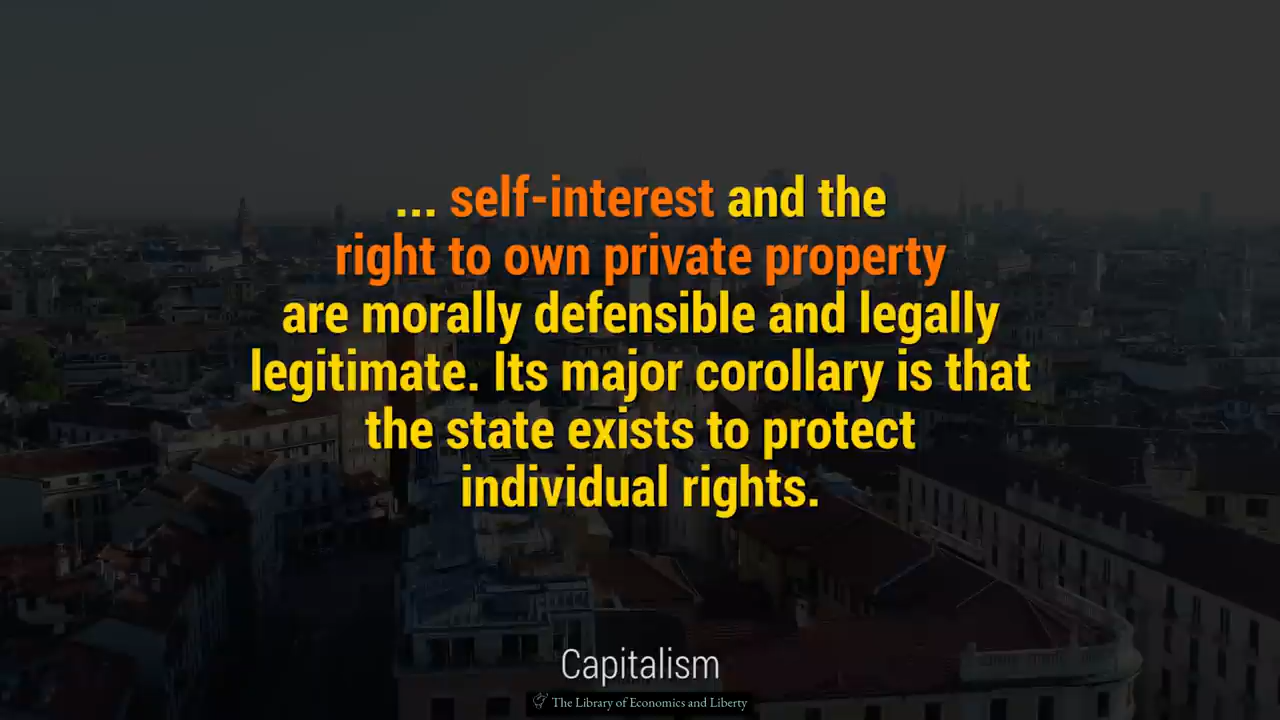 ... self-interest and the
right to own private property
are morally defensible and legally
legitimate. Its major corollary is that
the state exists to protect
individual rights.
Capitalism
The Library of Economics and Liberty